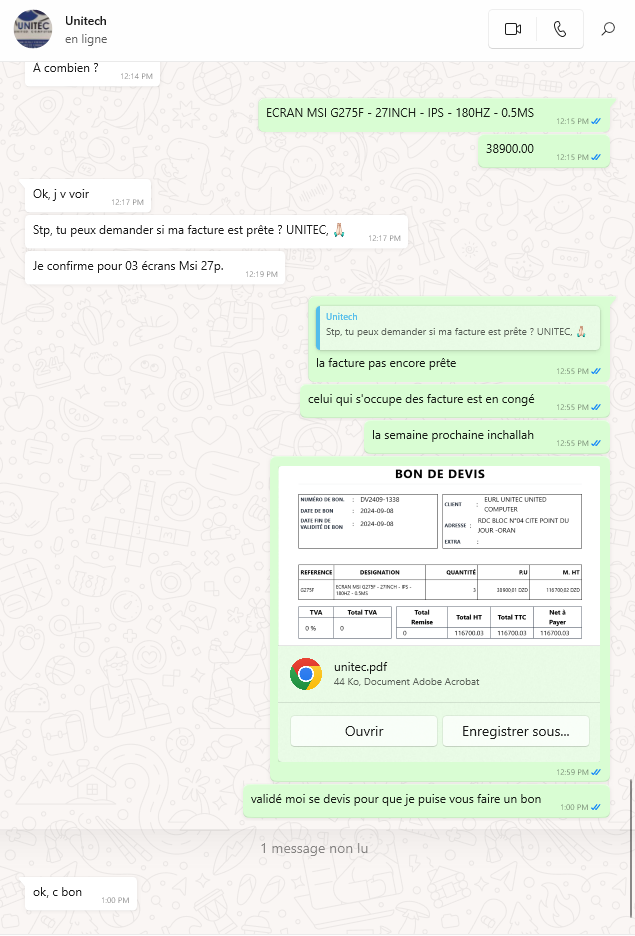 Unitech
en ligne
A combien ?
12:14 PM
ECRAN MSI G275F - 27INCH - IPS - 180HZ - 0.5MS
12:15 PM
38900.00
12:15 PM
Ok, j v voir
12:17 PM
Stp, tu peux demander si ma facture est prête ? UNITEC, 🙏🏻
12:17 PM
Je confirme pour 03 écrans Msi 27p.
12:19 PM
Unitech
Stp, tu peux demander si ma facture est prête ? UNITEC, 🙏🏻
la facture pas encore prête
12:55 PM
celui qui s'occupe des facture est en congé
12:55 PM
la semaine prochaine inchallah
12:55 PM
BON DE DEVIS
NUMÉRO DE BON. : DV2409-1338
DATE DE BON : 2024-09-08
DATE FIN DE VALIDITÉ DE BON : 2024-09-08
CLIENT : EURL UNITEC UNITED
COMPUTER
ADRESSE : RDC BLOC N°04 CITE POINT DU
JOUR -ORAN
EXTRA :
REFERENCE DESIGNATION QUANTITÉ P.U M. HT
G275F ECRAN MSI G275F - 27INCH - IPS -
180HZ - 0.5MS 3 38900,01 DZD 116700,02 DZD
TVA Total TVA
0 % 0
Total Remise Total HT Total TTC Net à Payer
0 116700.03 116700.03 116700.03
unitec.pdf
44 Ko, Document Adobe Acrobat
Ouvrir
Enregistrer sous...
12:59 PM
validé moi se devis pour que je puise vous faire un bon
1:00 PM
1 message non lu
ok, c bon
1:00 PM